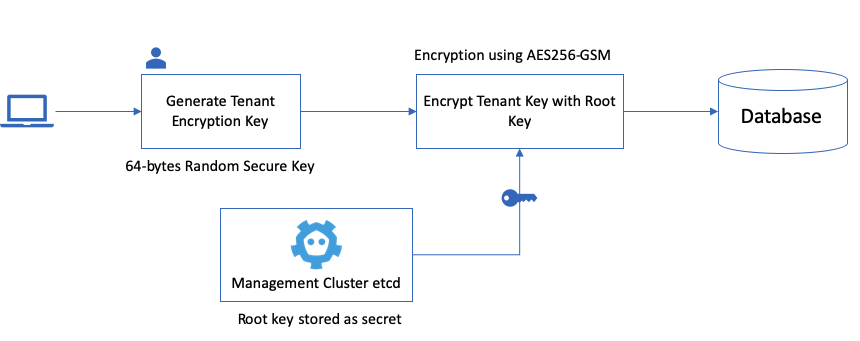 Encryption using AES256-GSM
Generate Tenant
Encryption Key
Encrypt Tenant Key with Root
Key
Database
64-bytes Random Secure Key
Management Cluster etcd
Root key stored as secret